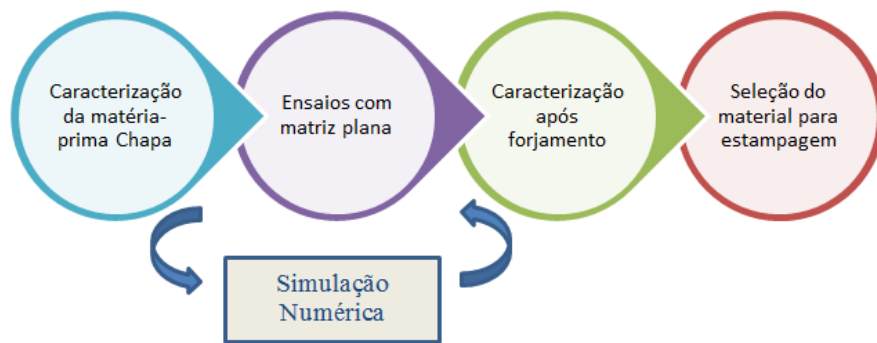 Caracterização
da matéria-
prima Chapa
Ensaios com
matriz plana
Caracterização
após
forjamento
Seleção do
material para
estampagem
Simulação
Numérica